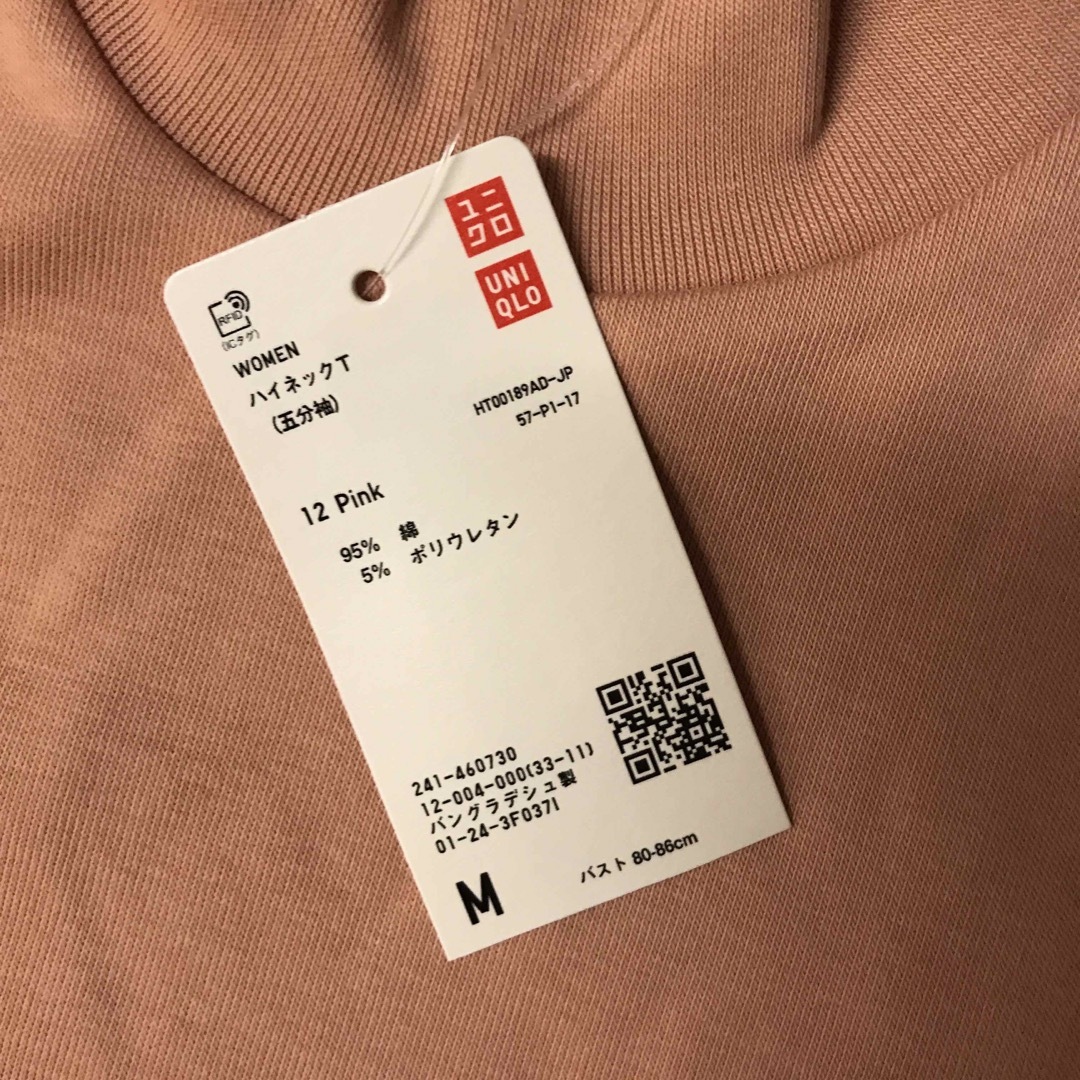 ユニ
クロ
UNI
QLO
RFID
(ICタグ)
WOMEN
ハイネックT
(五分袖)
HT00189AD-JP
57-P1-17
12 Pink
95% 綿
5% ポリウレタン
241-460730
12-004-000(33-11)
バングラデシュ製
01-24-3F037I
M
バスト 80-86cm